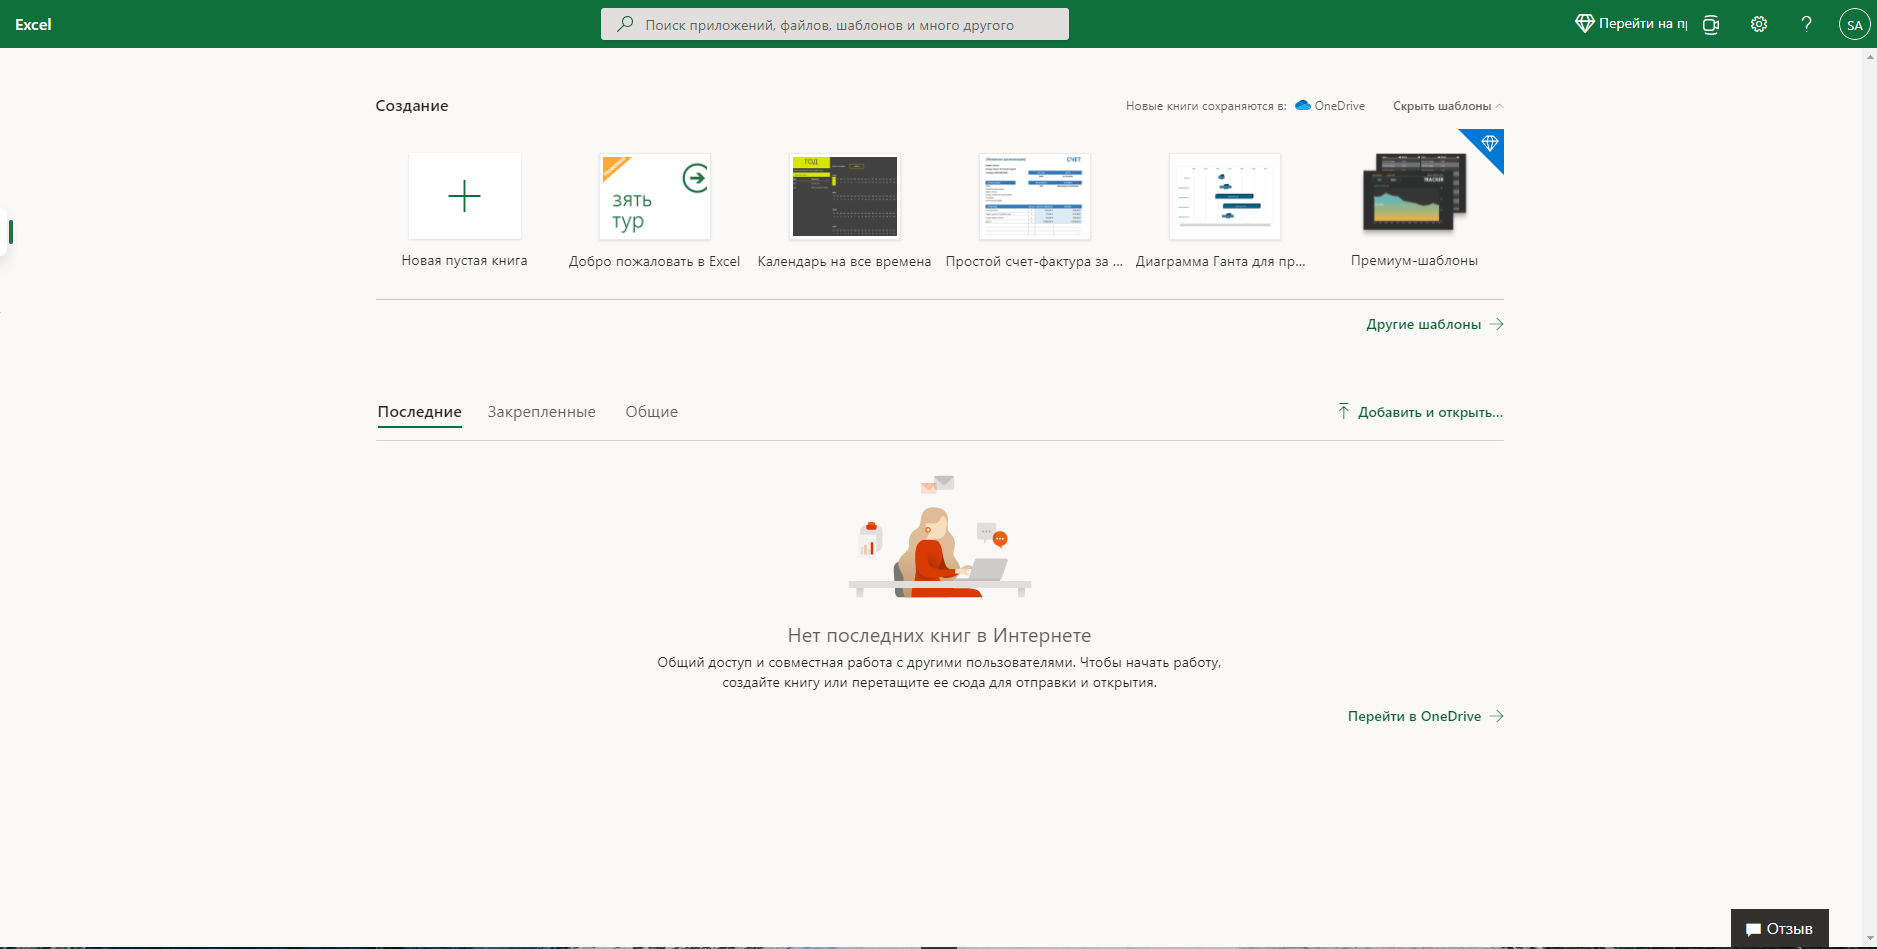 Excel
Поиск приложений, файлов, шаблонов и много другого
Перейти на п
?
SA
Создание
Новые книги сохраняются в: OneDrive
Скрыть шаблоны
зять
тур
ГОД
СЧЕТ
TRACKER
Новая пустая книга
Добро пожаловать в Excel
Календарь на все времена
Простой счет-фактура за ...
Диаграмма Ганта для пр...
Премиум-шаблоны
Другие шаблоны
Последние
Закрепленные
Общие
Добавить и открыть...
Нет последних книг в Интернете
Общий доступ и совместная работа с другими пользователями. Чтобы начать работу,
создайте книгу или перетащите ее сюда для отправки и открытия.
Перейти в OneDrive
Отзыв